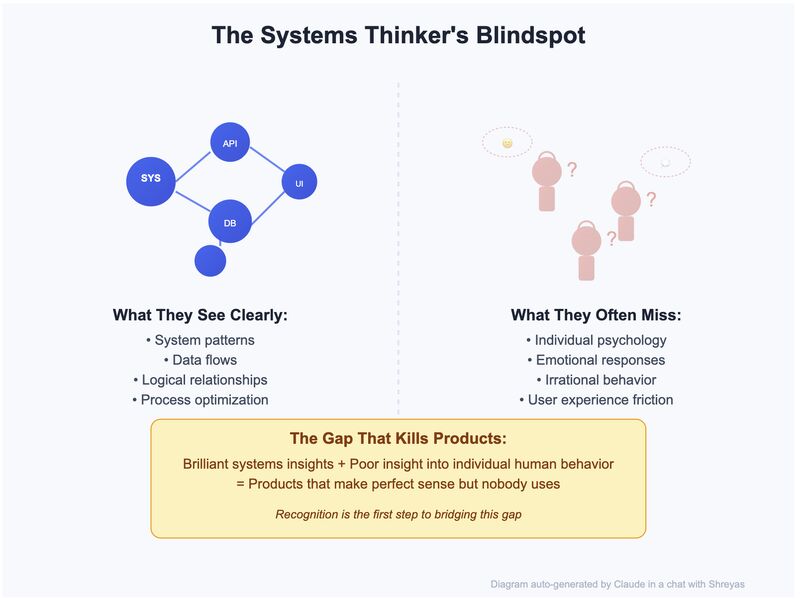 The Systems Thinker's Blindspot
API
SYS
UI
DB
?
?
?
What They See Clearly:
• System patterns
• Data flows
• Logical relationships
• Process optimization
What They Often Miss:
• Individual psychology
• Emotional responses
• Irrational behavior
• User experience friction
The Gap That Kills Products:
Brilliant systems insights + Poor insight into individual human behavior
= Products that make perfect sense but nobody uses
Recognition is the first step to bridging this gap
Diagram auto-generated by Claude in a chat with Shreyas